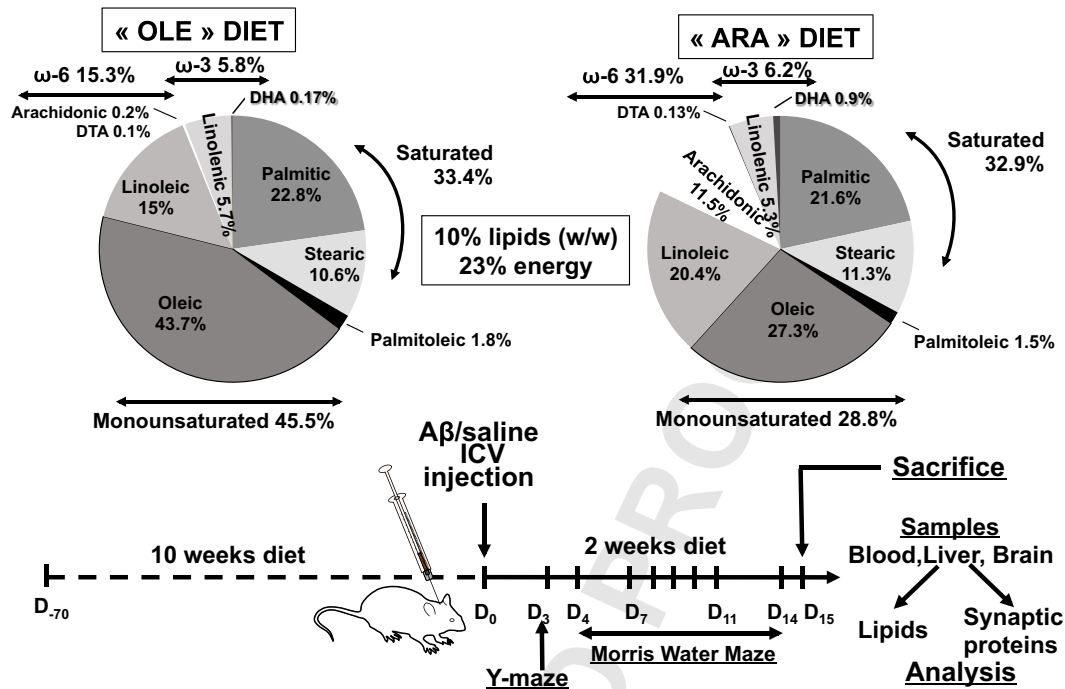 « OLE » DIET
ω-6 15.3%
ω-3 5.8%
Arachidonic 0.2%
DTA 0.1%
DHA 0.17%
Linolenic 5.7%
Palmitic
22.8%
Linoleic
15%
Stearic
10.6%
Oleic
43.7%
Saturated
33.4%
Palmitoleic 1.8%
Monounsaturated 45.5%
10% lipids (w/w)
23% energy
« ARA » DIET
ω-6 31.9%
ω-3 6.2%
DTA 0.13%
DHA 0.9%
Linolenic 5.3%
Arachidonic
11.5%
Palmitic
21.6%
Linoleic
20.4%
Stearic
11.3%
Oleic
27.3%
Saturated
32.9%
Palmitoleic 1.5%
Monounsaturated 28.8%
Aβ/saline
ICV
injection
Sacrifice
10 weeks diet
2 weeks diet
Samples
Blood,Liver, Brain
D-70
D0
D3
D4
D7
D11
D14
D15
Morris Water Maze
Y-maze
Lipids
Synaptic
proteins
Analysis